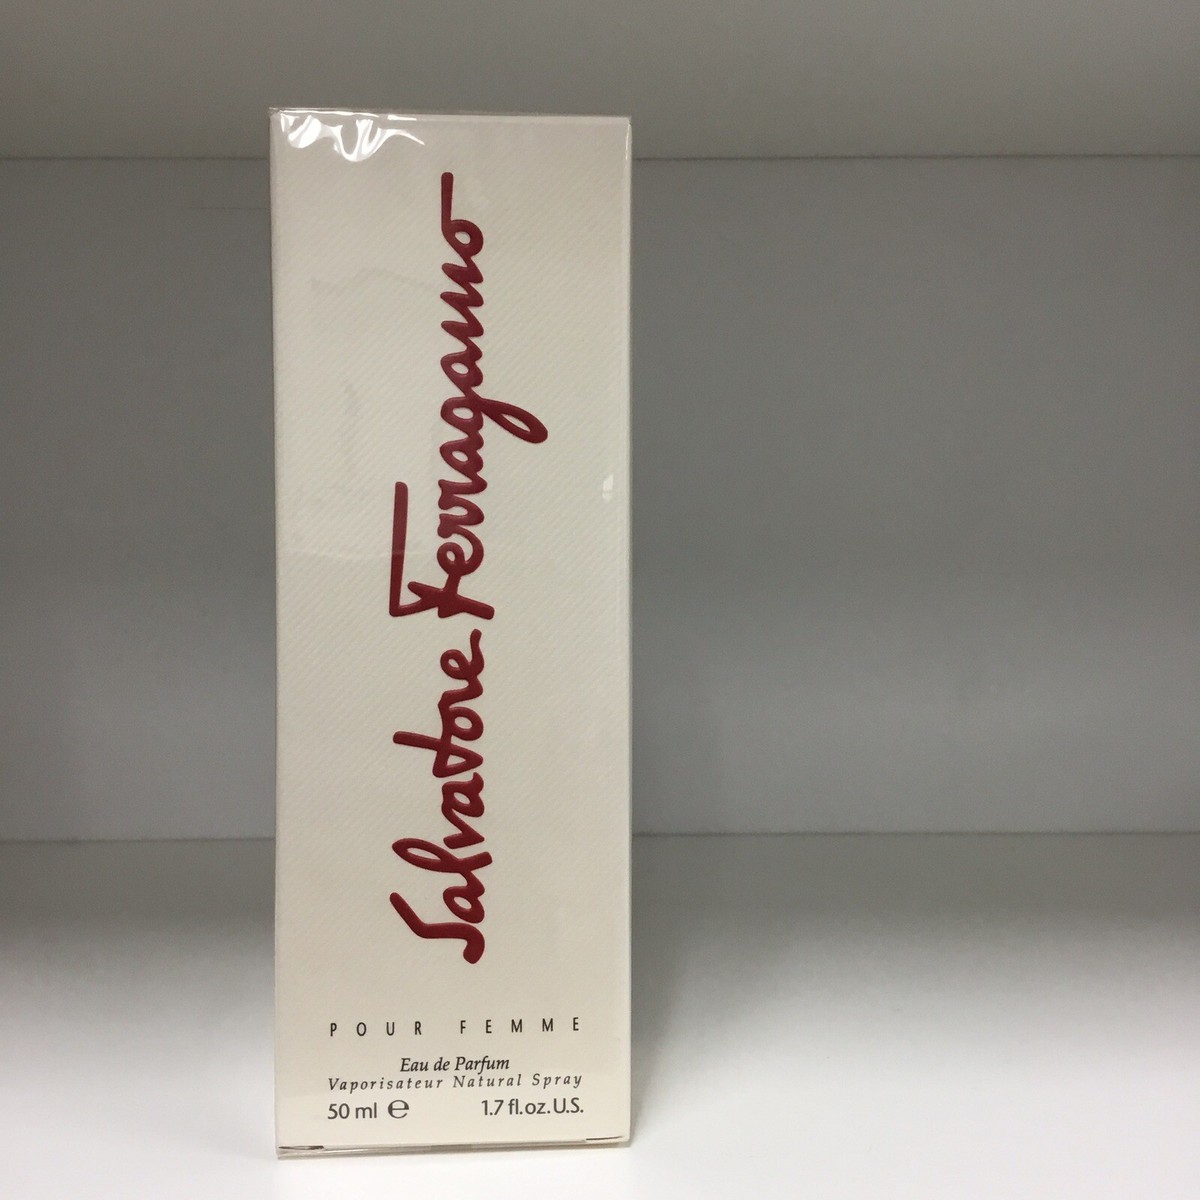 Salvatore Ferragamo
POUR FEMME
Eau de Parfum
Vaporisateur Natural Spray
50 ml ℮ 1.7 fl.oz.U.S.